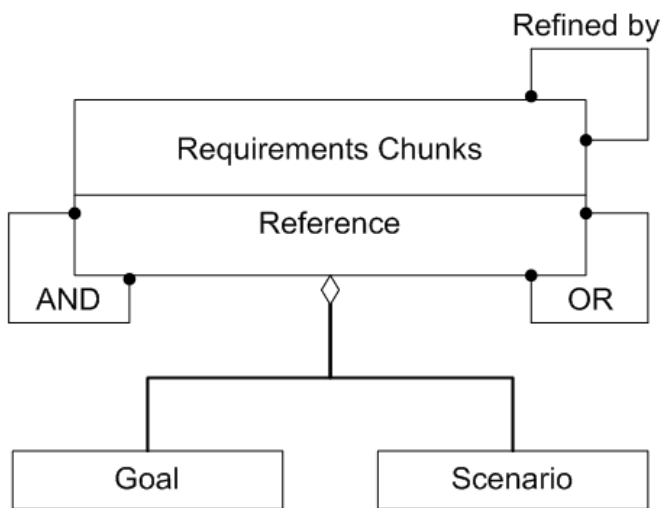 Refined by
Requirements Chunks
Reference
AND
OR
Goal
Scenario